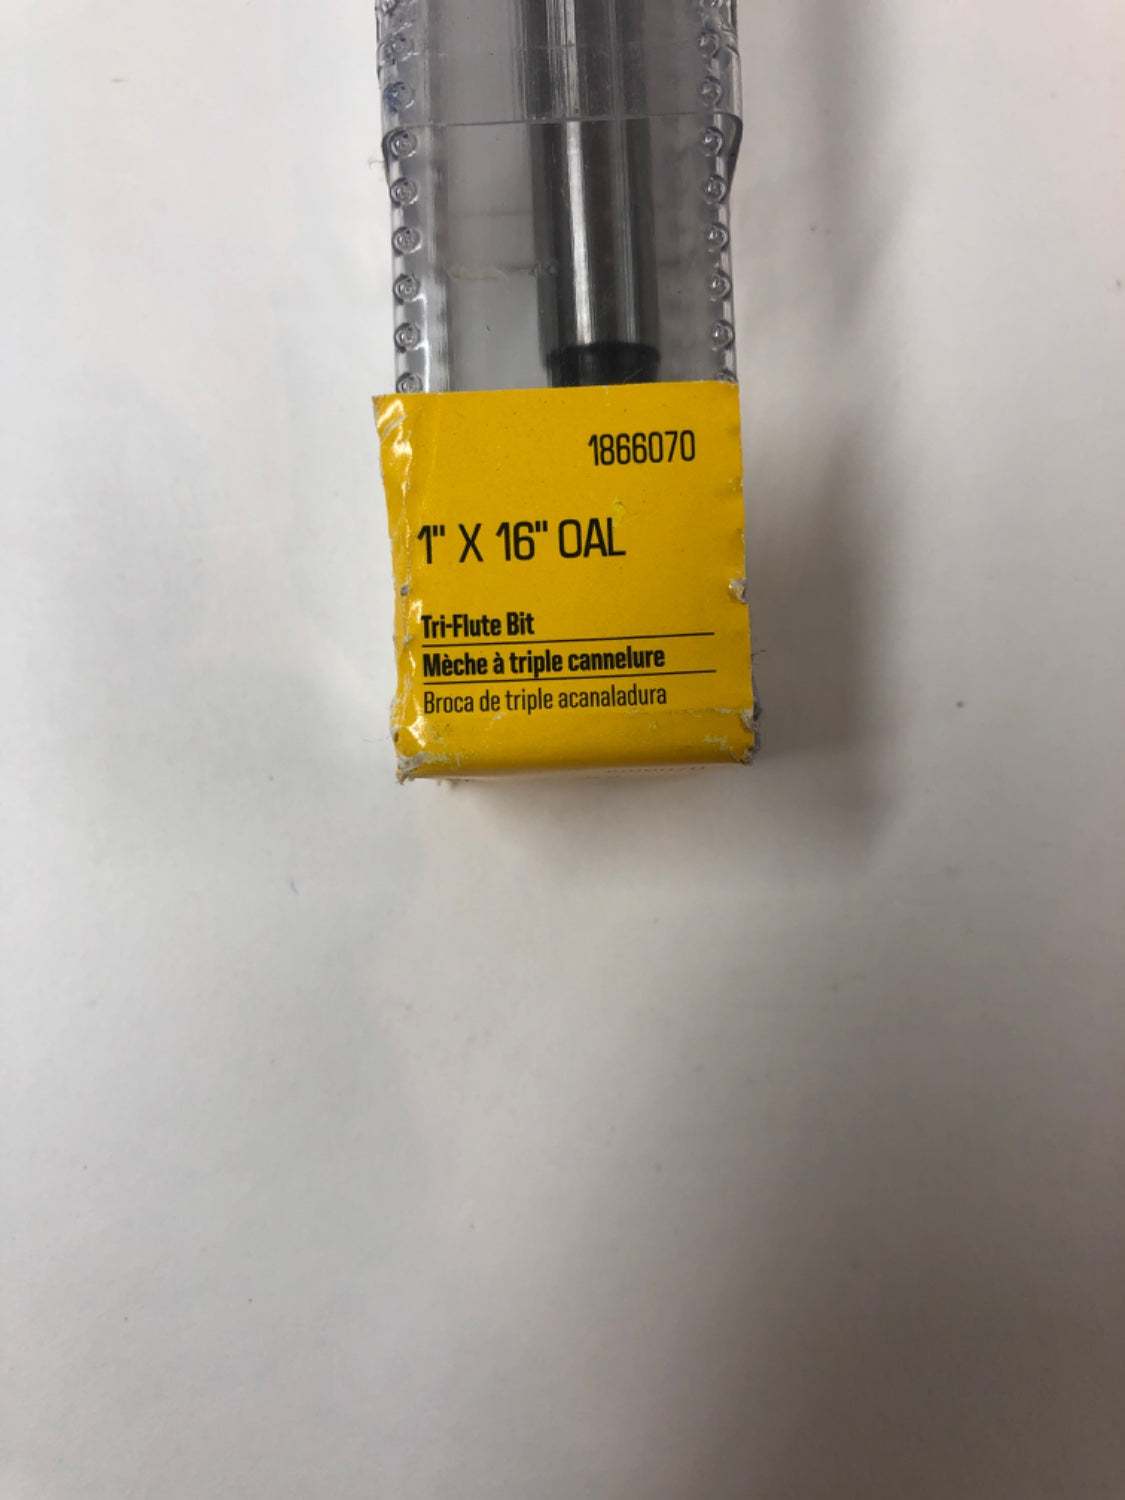 1866070
1" X 16" OAL
Tri-Flute Bit
Mèche à triple cannelure
Broca de triple acanaladura